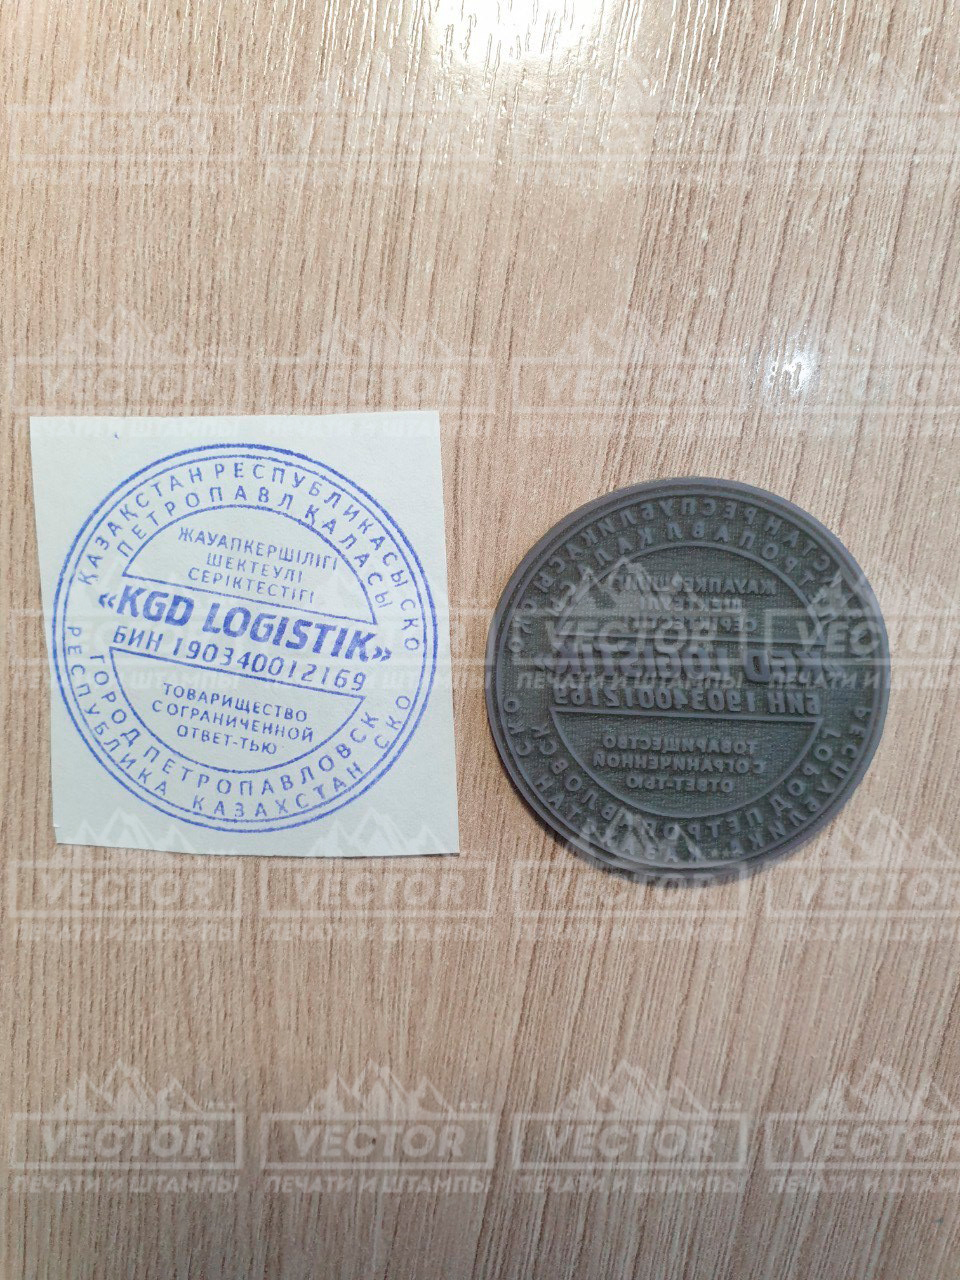 ҚАЗАҚСТАН РЕСПУБЛИКАСЫ СКО
ПЕТРОПАВЛ ҚАЛАСЫ
ЖАУАПКЕРШІЛІГІ
ШЕКТЕУЛІ
СЕРІКТЕСТІГІ
«KGD LOGISTIK»
БИН 190340012169
ТОВАРИЩЕСТВО
С ОГРАНИЧЕННОЙ
ОТВЕТ-ТЬЮ
ГОРОД ПЕТРОПАВЛОВСК
РЕСПУБЛИКА КАЗАХСТАН СКО
VECTOR
ПЕЧАТИ И ШТАМПЫ